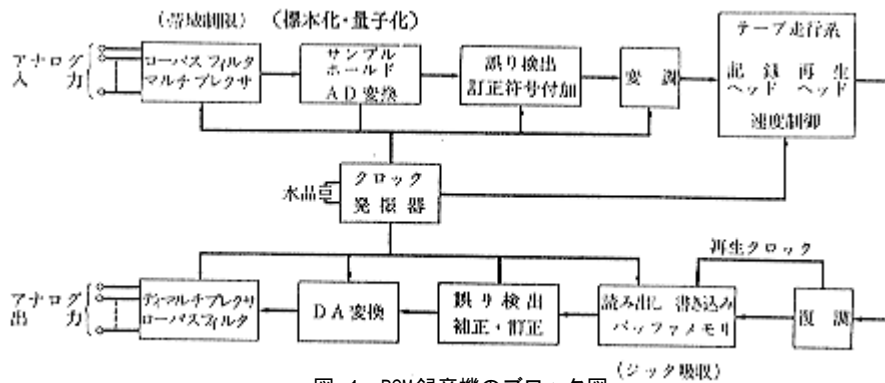 (帯域制限) (標本化・量子化)
アナログ
入力
ローパスフィルタ
マルチプレクサ
サンプル
ホールド
AD変換
誤り検出
訂正符号付加
変調
テープ走行系
記録 再生
ヘッド ヘッド
速度制御
水晶
クロック
発振器
再生クロック
アナログ
出力
ディマルチプレクサ
ローパスフィルタ
DA変換
誤り検出
補正・訂正
読み出し 書き込み
バッファメモリ
復調
(ジッタ吸収)
図 4 PCM録音機のブロック図